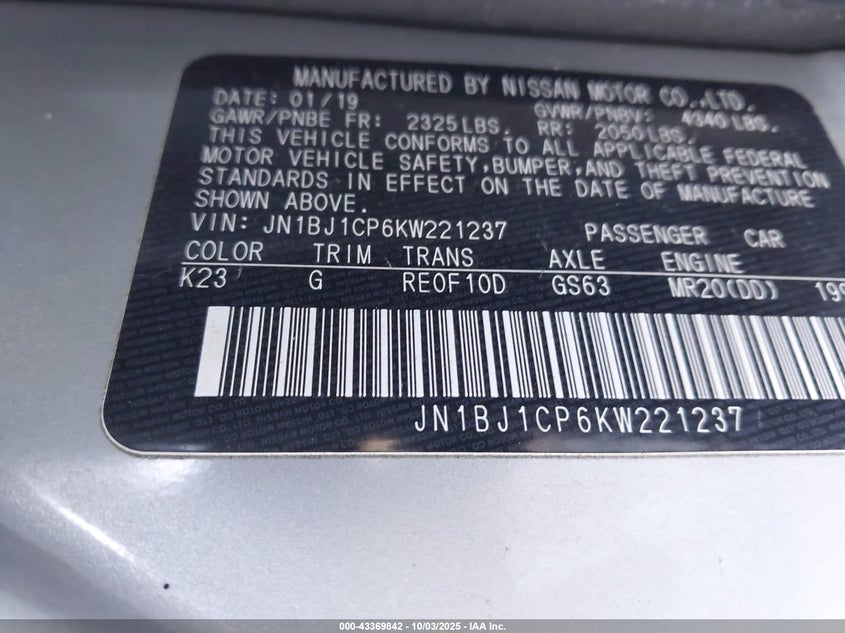 MANUFACTURED BY NISSAN MOTOR CO.,LTD.
DATE: 01/19 GVWR/PNBV: 4340 LBS.
GAWR/PNBE FR: 2325 LBS. RR: 2050 LBS.
THIS VEHICLE CONFORMS TO ALL APPLICABLE FEDERAL
MOTOR VEHICLE SAFETY, BUMPER, AND THEFT PREVENTION
STANDARDS IN EFFECT ON THE DATE OF MANUFACTURE
SHOWN ABOVE.
VIN: JN1BJ1CP6KW221237 PASSENGER CAR
COLOR TRIM TRANS AXLE ENGINE
K23 G RE0F10D GS63 MR20(DD)
JN1BJ1CP6KW221237
000-43369842 - 10/03/2025 - IAA Inc.